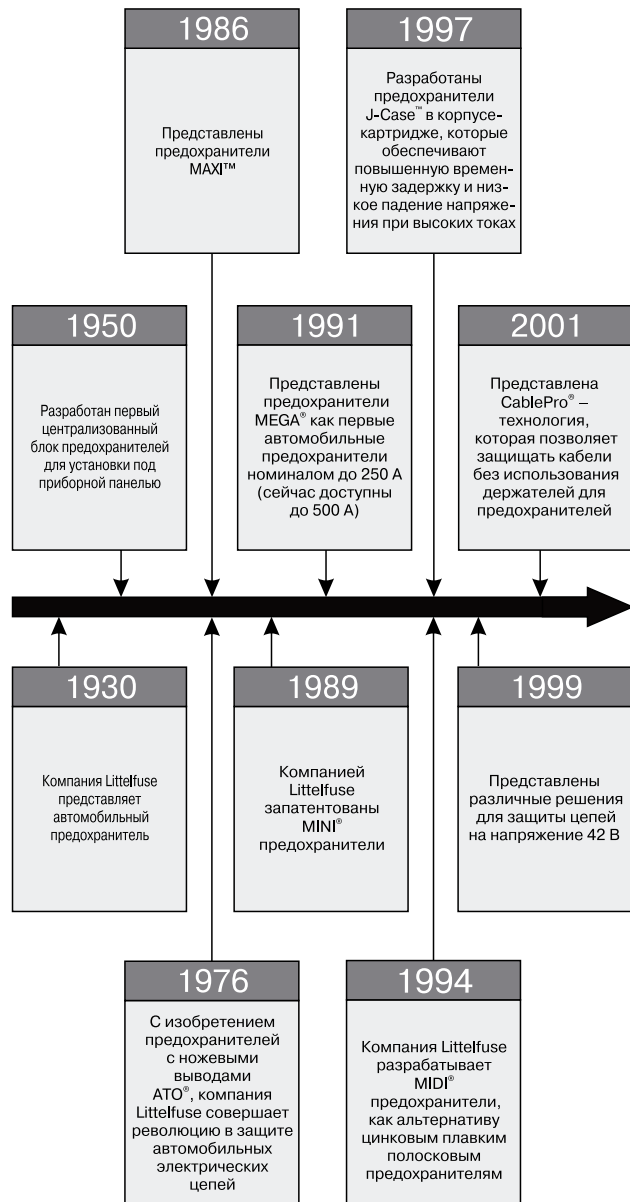 1986
Представлены
предохранители
MAXI™
1997
Разработаны
предохранители
J-Case™ в корпусе-
картридже, которые
обеспечивают
повышенную времен-
ную задержку и низ-
кое падение напряже-
ния при высоких токах
1950
Разработан первый
централизованный
блок предохранителей
для установки под
приборной панелью
1991
Представлены
предохранители
MEGA® как первые
автомобильные
предохранители
номиналом до 250 А
(сейчас доступны
до 500 А)
2001
Представлена
CablePro® –
технология,
которая позволяет
защищать кабели
без использования
держателей для
предохранителей
1930
Компания Littelfuse
представляет
автомобильный
предохранитель
1989
Компанией
Littelfuse
запатентованы
MINI®
предохранители
1999
Представлены
различные решения
для защиты цепей
на напряжение 42 В
1976
С изобретением
предохранителей
с ножевыми
выводами
ATO®, компания
Littelfuse совершает
революцию в защите
автомобильных
электрических
цепей
1994
Компания Littelfuse
разрабатывает
MIDI®
предохранители,
как альтернативу
цинковым плавким
полосковым
предохранителям